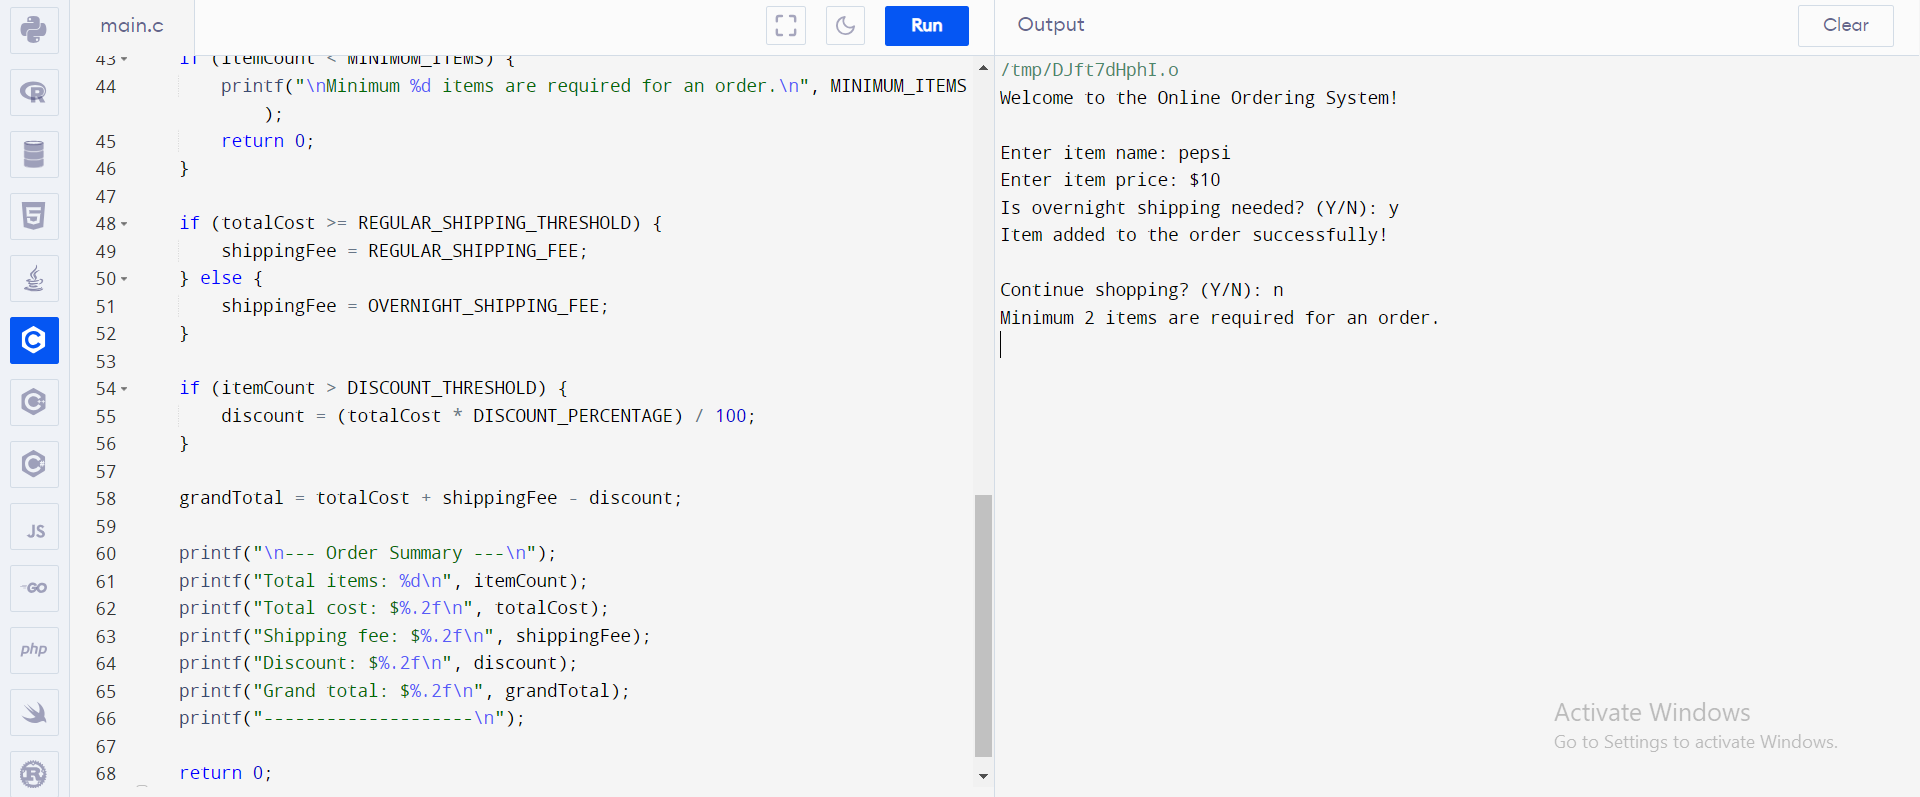 main.c
Run
Output
Clear
43 if (itemCount < MINIMUM_ITEMS) {
44 printf("\nMinimum %d items are required for an order.\n", MINIMUM_ITEMS
);
45 return 0;
46 }
47
48 if (totalCost >= REGULAR_SHIPPING_THRESHOLD) {
49 shippingFee = REGULAR_SHIPPING_FEE;
50 } else {
51 shippingFee = OVERNIGHT_SHIPPING_FEE;
52 }
53
54 if (itemCount > DISCOUNT_THRESHOLD) {
55 discount = (totalCost * DISCOUNT_PERCENTAGE) / 100;
56 }
57
58 grandTotal = totalCost + shippingFee - discount;
59
60 printf("\n--- Order Summary ---\n");
61 printf("Total items: %d\n", itemCount);
62 printf("Total cost: $%.2f\n", totalCost);
63 printf("Shipping fee: $%.2f\n", shippingFee);
64 printf("Discount: $%.2f\n", discount);
65 printf("Grand total: $%.2f\n", grandTotal);
66 printf("--------------------\n");
67
68 return 0;
/tmp/DJft7dHphI.o
Welcome to the Online Ordering System!
Enter item name: pepsi
Enter item price: $10
Is overnight shipping needed? (Y/N): y
Item added to the order successfully!
Continue shopping? (Y/N): n
Minimum 2 items are required for an order.
R
5
C
C
C
JS
GO
php
R
Activate Windows
Go to Settings to activate Windows.